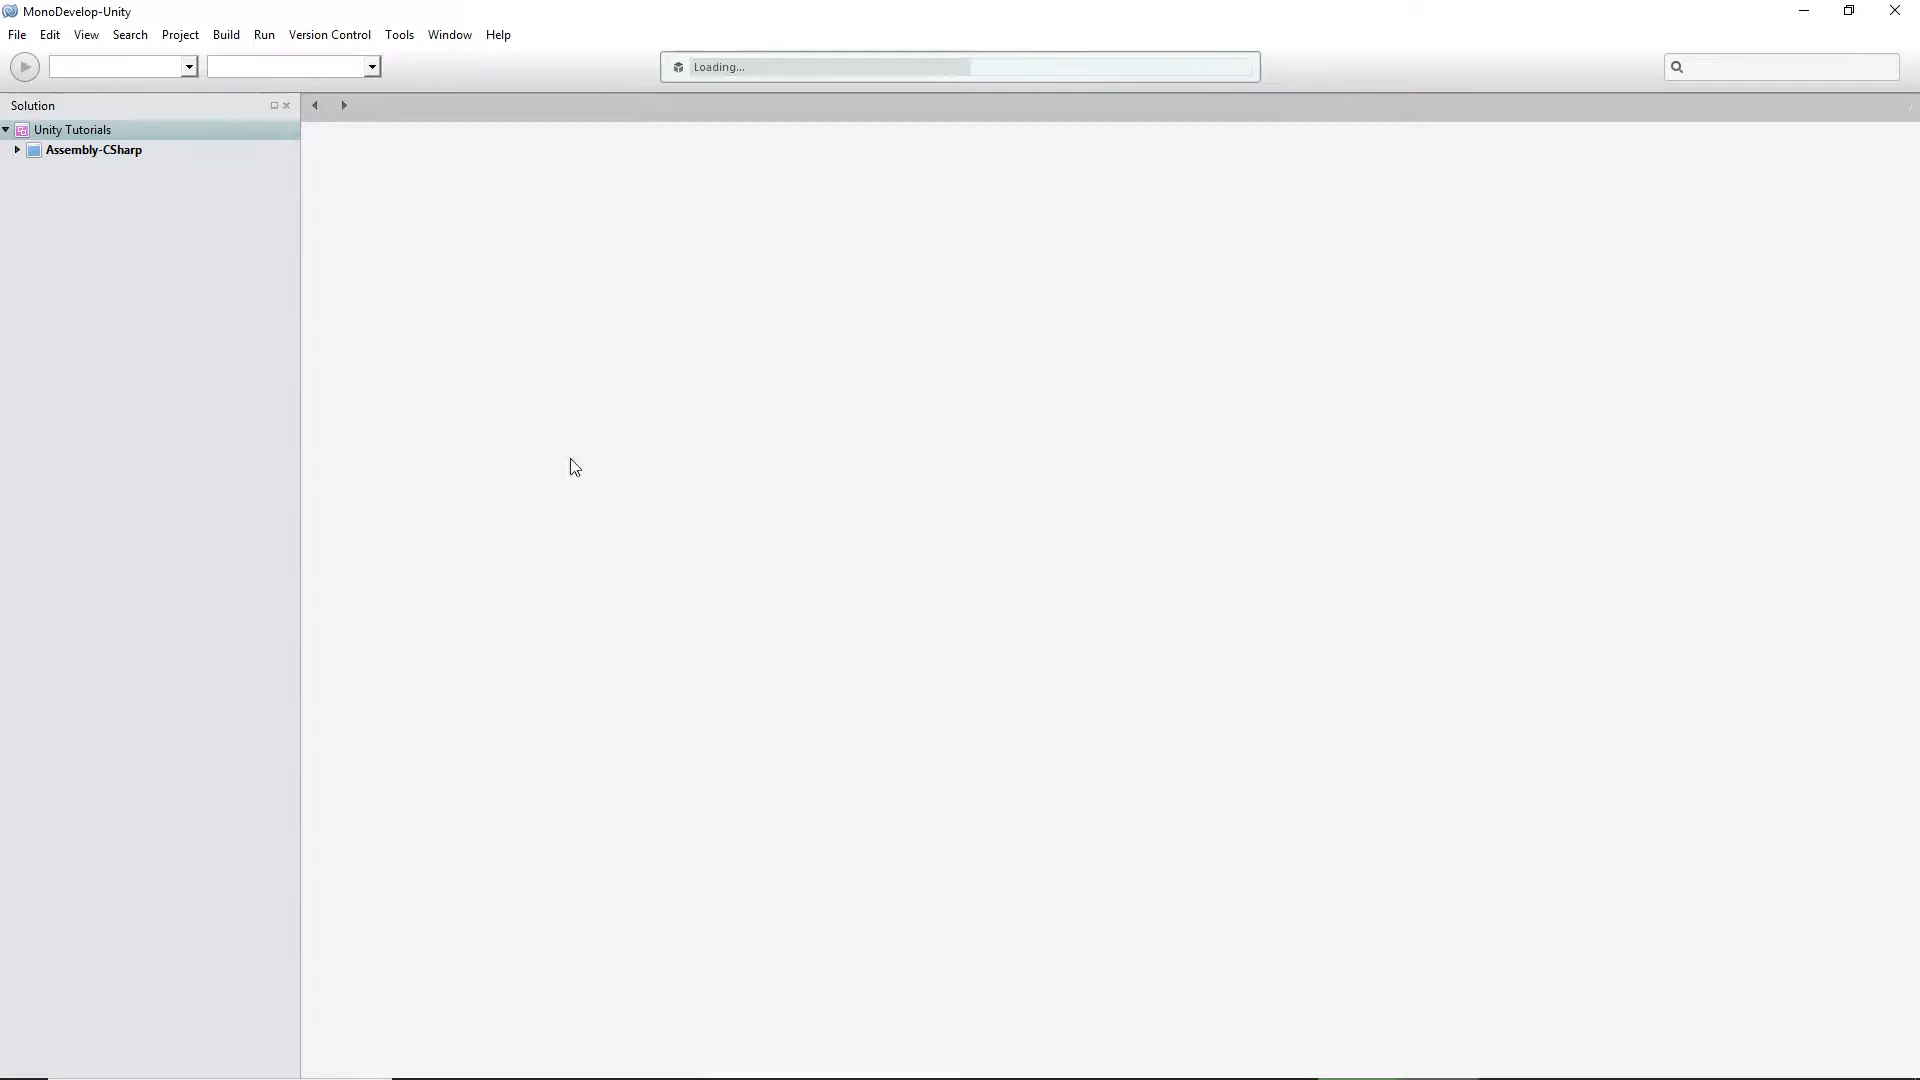 MonoDevelop-Unity
File Edit View Search Project Build Run Version Control Tools Window Help
Loading...
Solution
Unity Tutorials
Assembly-CSharp